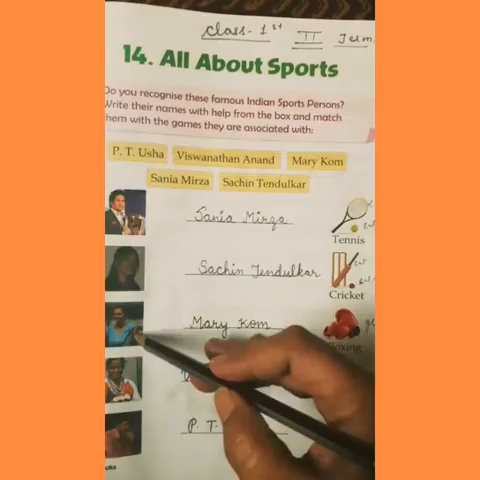 Class- 1st II Term
14. All About Sports
Do you recognise these famous Indian Sports Persons?
Write their names with help from the box and match
them with the games they are associated with:
P. T. Usha Viswanathan Anand Mary Kom
Sania Mirza Sachin Tendulkar
Sania Mirza
Tennis
Sachin Tendulkar
Cricket
Mary Kom
Boxing
P. T.